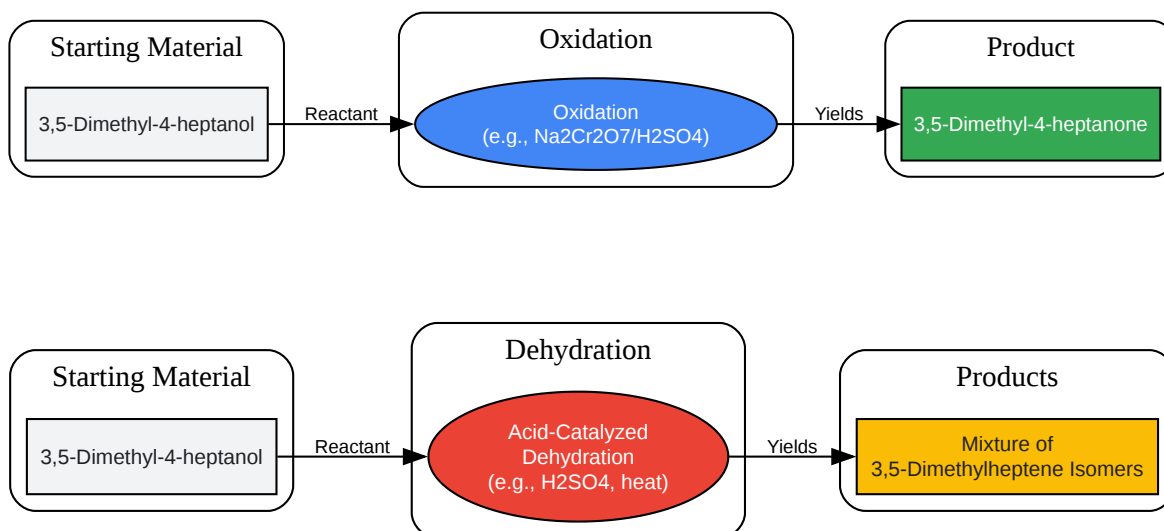 Starting Material
Oxidation
Product
3,5-Dimethyl-4-heptanol
Reactant
Oxidation
(e.g., Na2Cr2O7/H2SO4)
Yields
3,5-Dimethyl-4-heptanone
Starting Material
Dehydration
Products
3,5-Dimethyl-4-heptanol
Reactant
Acid-Catalyzed
Dehydration
(e.g., H2SO4, heat)
Yields
Mixture of
3,5-Dimethylheptene Isomers